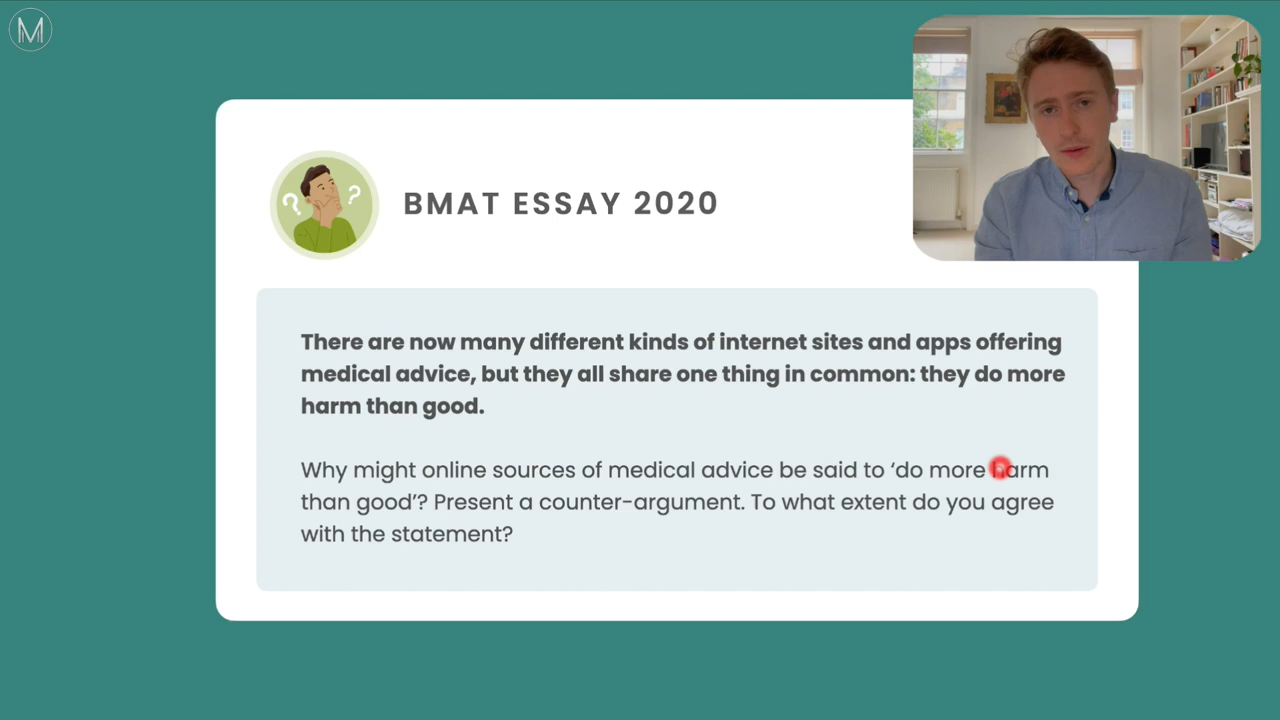 M
BMAT ESSAY 2020
There are now many different kinds of internet sites and apps offering
medical advice, but they all share one thing in common: they do more
harm than good.
Why might online sources of medical advice be said to ‘do more harm
than good’? Present a counter-argument. To what extent do you agree
with the statement?